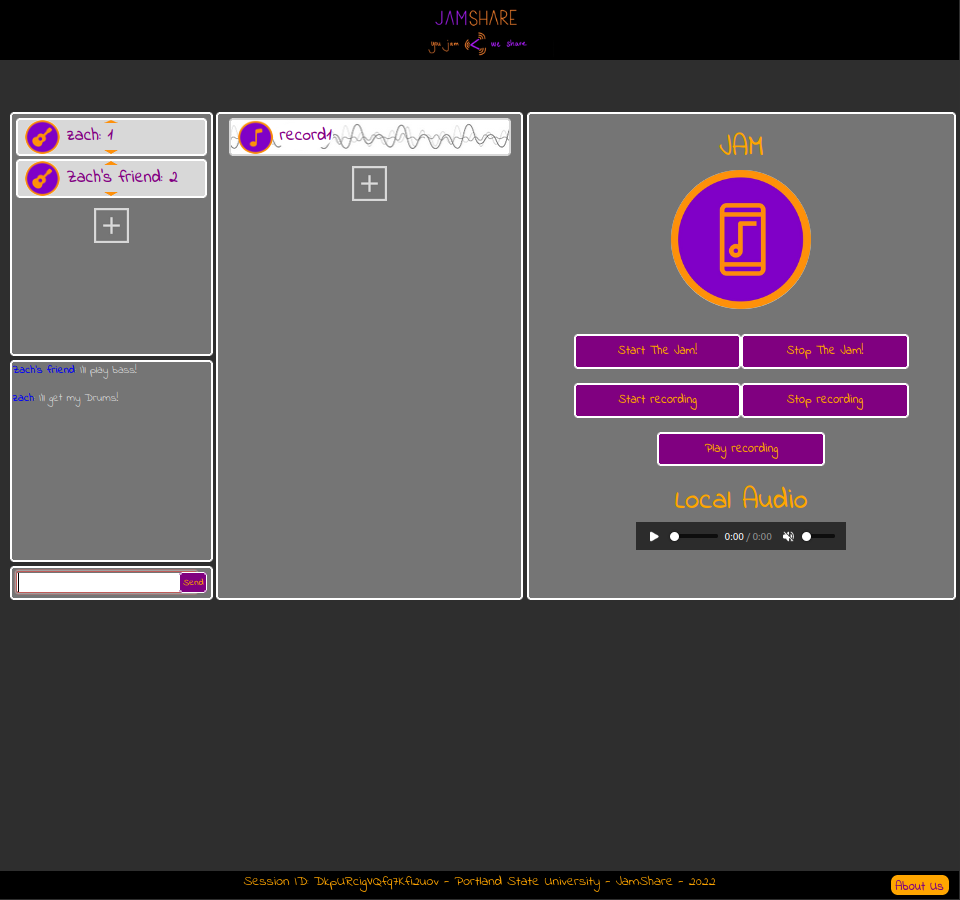 JAMSHARE
you jam we share
zach: 1
Zach's friend: 2
record1
JAM
Start The Jam!
Stop The Jam!
Start recording
Stop recording
Play recording
Local Audio
0:00 / 0:00
Zach's friend I'll play bass!
zach I'll get my Drums!
Send
Session ID: DkpURcigVQfq7Kfi2uov - Portland State University - JamShare - 2022
About Us